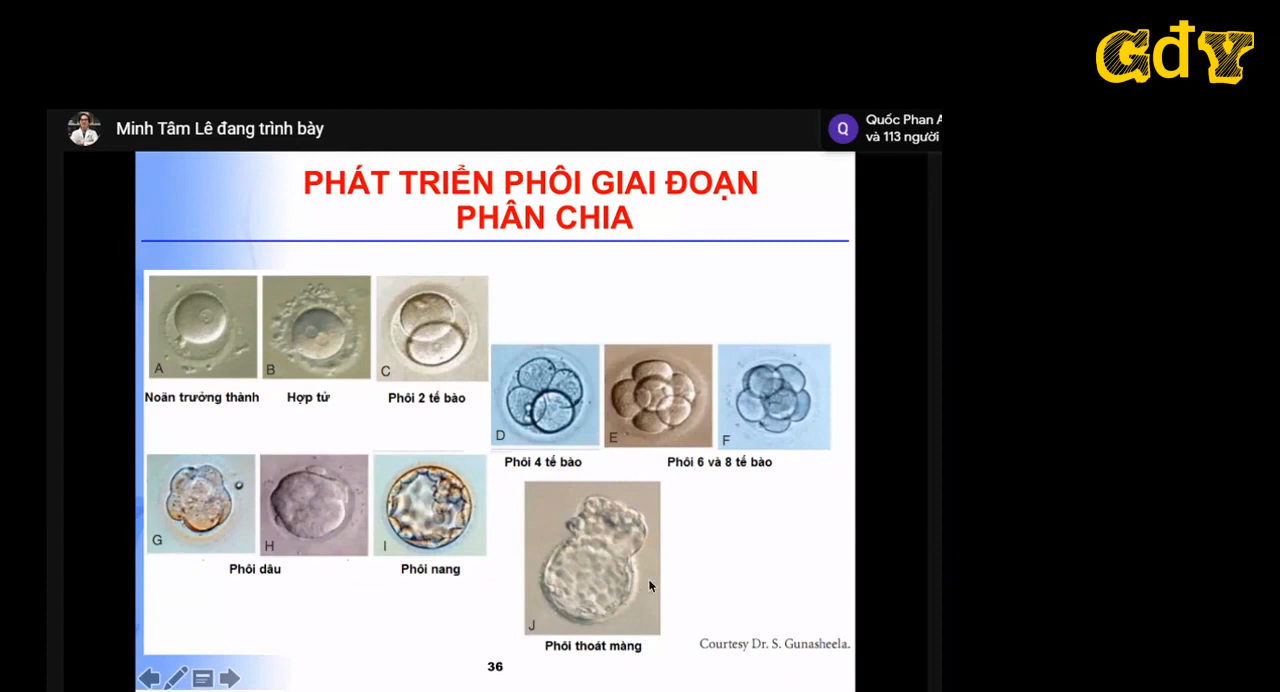 GđY
Minh Tâm Lê đang trình bày
Q
Quốc Phan A
và 113 người
PHÁT TRIỂN PHÔI GIAI ĐOẠN
PHÂN CHIA
A
B
C
Noãn trưởng thành
Hợp tử
Phôi 2 tế bào
D
E
F
Phôi 4 tế bào
Phôi 6 và 8 tế bào
G
H
I
Phôi dâu
Phôi nang
J
Phôi thoát màng
Courtesy Dr. S. Gunasheela.
36